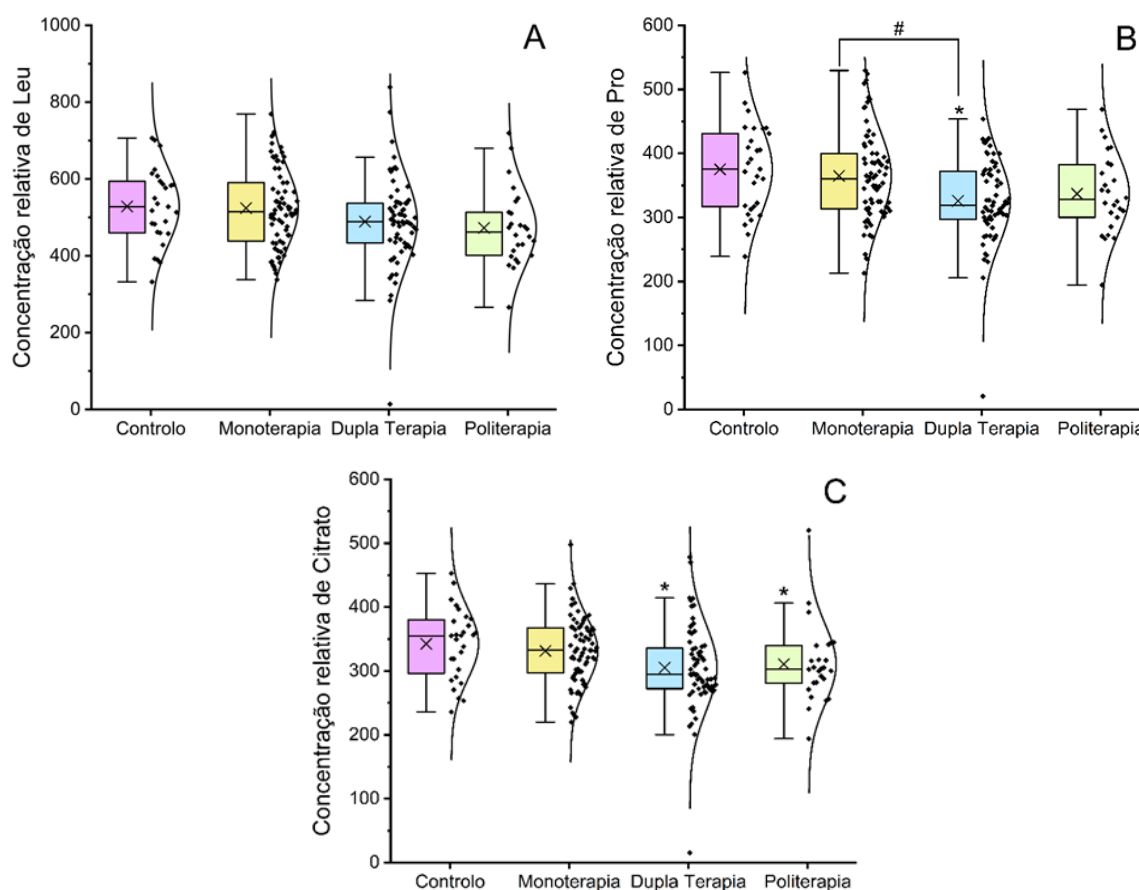 A
Concentração relativa de Leu
1000
800
600
400
200
0
Controlo Monoterapia Dupla Terapia Politerapia
B
Concentração relativa de Pro
600
500
400
300
200
100
0
#
*
Controlo Monoterapia Dupla Terapia Politerapia
C
Concentração relativa de Citrato
600
500
400
300
200
100
0
* *
Controlo Monoterapia Dupla Terapia Politerapia